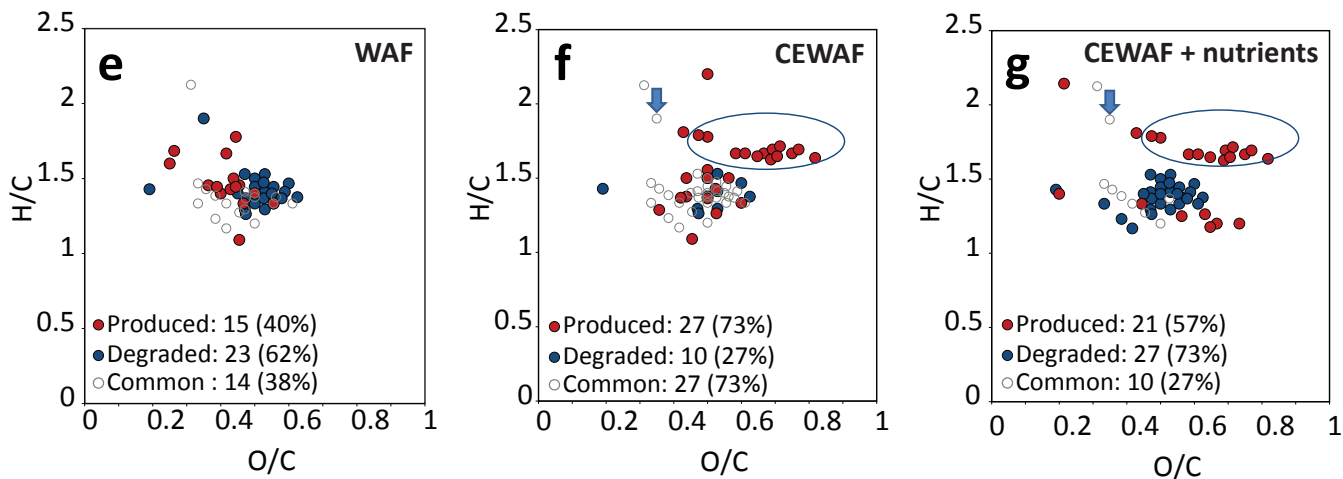 e
WAF
2.5
2
1.5
1
0.5
0
H/C
Produced: 15 (40%)
Degraded: 23 (62%)
Common : 14 (38%)
0 0.2 0.4 0.6 0.8 1
O/C
f
CEWAF
2.5
2
1.5
1
0.5
0
H/C
Produced: 27 (73%)
Degraded: 10 (27%)
Common: 27 (73%)
0 0.2 0.4 0.6 0.8 1
O/C
g
CEWAF + nutrients
2.5
2
1.5
1
0.5
0
H/C
Produced: 21 (57%)
Degraded: 27 (73%)
Common: 10 (27%)
0 0.2 0.4 0.6 0.8 1
O/C